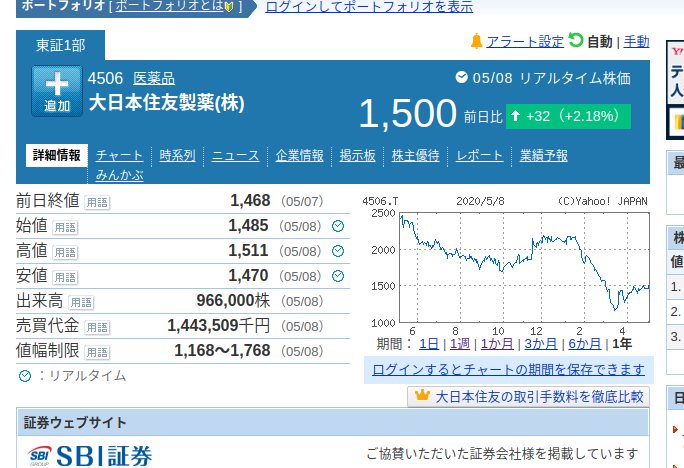 ポートフォリオ [ ポートフォリオとは ]
ログインしてポートフォリオを表示
東証1部
アラート設定 自動 | 手動
追加
4506 医薬品
大日本住友製薬(株)
05/08 リアルタイム株価
1,500 前日比 +32（+2.18%）
詳細情報 チャート 時系列 ニュース 企業情報 掲示板 株主優待 レポート 業績予報
みんかぶ
前日終値 用語 1,468 （05/07）
始値 用語 1,485 （05/08）
高値 用語 1,511 （05/08）
安値 用語 1,470 （05/08）
出来高 用語 966,000株 （05/08）
売買代金 用語 1,443,509千円 （05/08）
値幅制限 用語 1,168～1,768 （05/08）
：リアルタイム
4506.T 2020/5/8 (C)Yahoo! JAPAN
2500
2000
1500
1000
6 8 10 12 2 4
期間： 1日 | 1週 | 1か月 | 3か月 | 6か月 | 1年
ログインするとチャートの期間を保存できます
大日本住友の取引手数料を徹底比較
証券ウェブサイト
SBI GROUP SBI証券
ご協賛いただいた証券会社様を掲載しています
テ
人
株
値
1.
2.
3.
日